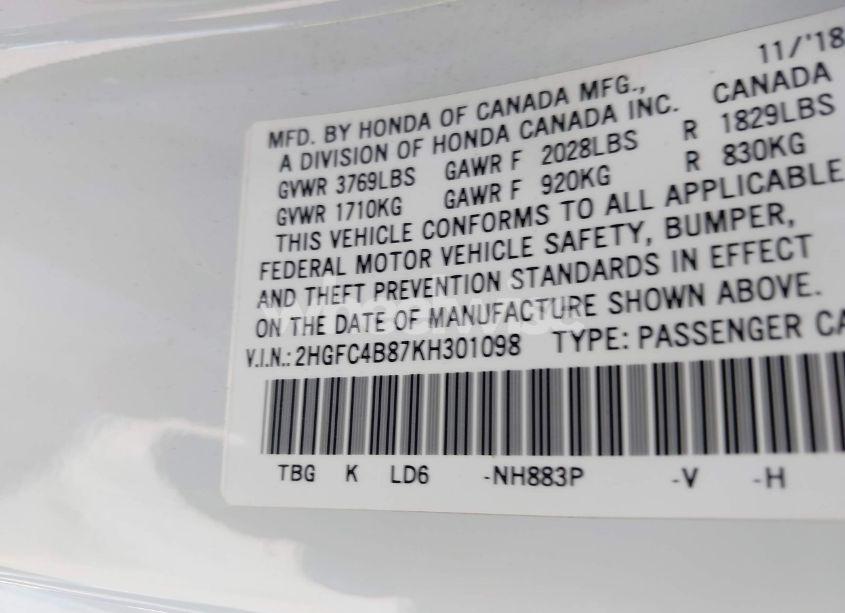 11/'18
MFD. BY HONDA OF CANADA MFG.,
A DIVISION OF HONDA CANADA INC. CANADA
GVWR 3769LBS GAWR F 2028LBS R 1829LBS
GVWR 1710KG GAWR F 920KG R 830KG
THIS VEHICLE CONFORMS TO ALL APPLICABLE
FEDERAL MOTOR VEHICLE SAFETY, BUMPER,
AND THEFT PREVENTION STANDARDS IN EFFECT
ON THE DATE OF MANUFACTURE SHOWN ABOVE.
V.I.N.: 2HGFC4B87KH301098 TYPE: PASSENGER CA
TBG K LD6 -NH883P -V -H